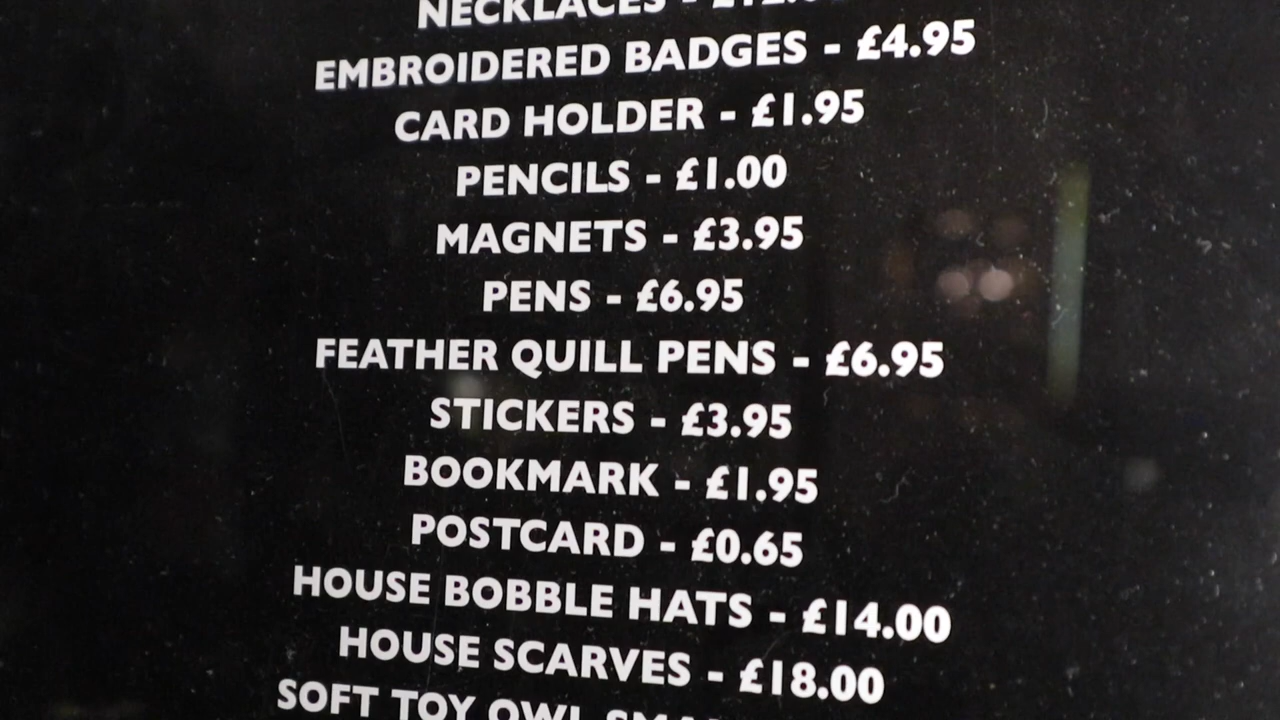 NECKLACES -
EMBROIDERED BADGES - £4.95
CARD HOLDER - £1.95
PENCILS - £1.00
MAGNETS - £3.95
PENS - £6.95
FEATHER QUILL PENS - £6.95
STICKERS - £3.95
BOOKMARK - £1.95
POSTCARD - £0.65
HOUSE BOBBLE HATS - £14.00
HOUSE SCARVES - £18.00
SOFT TOY OWL